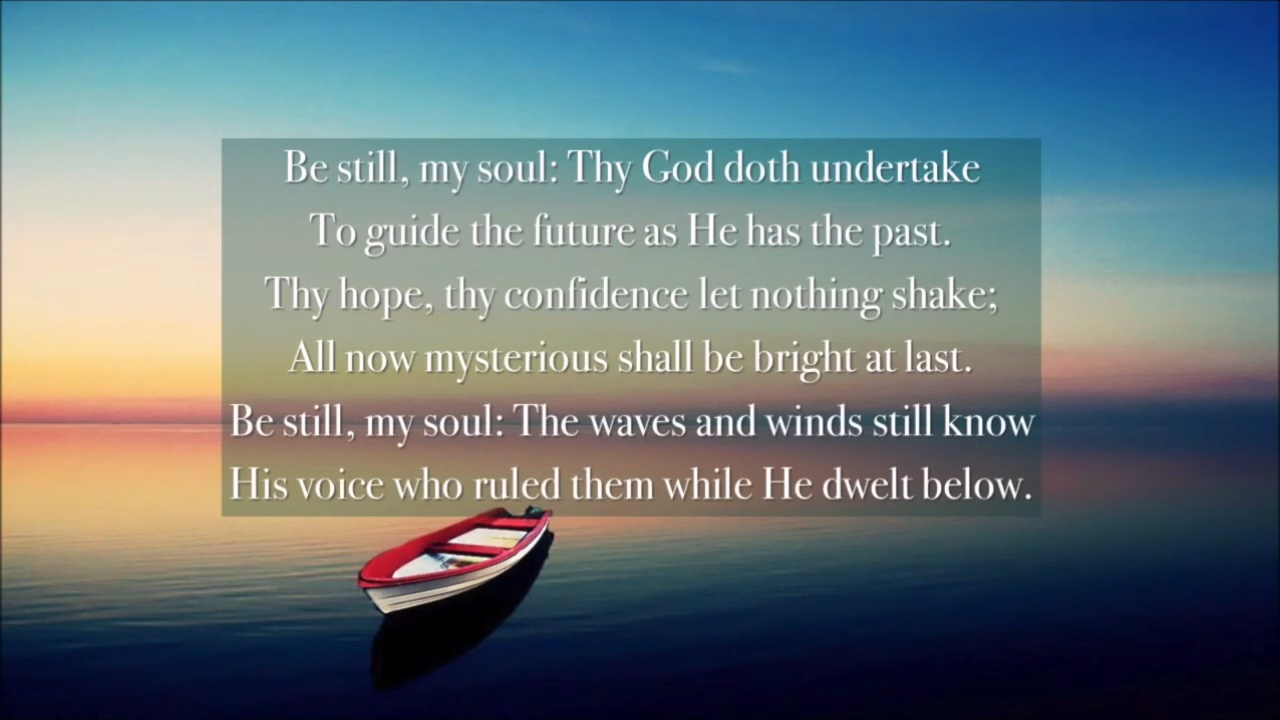 Be still, my soul: Thy God doth undertake
To guide the future as He has the past.
Thy hope, thy confidence let nothing shake;
All now mysterious shall be bright at last.
Be still, my soul: The waves and winds still know
His voice who ruled them while He dwelt below.